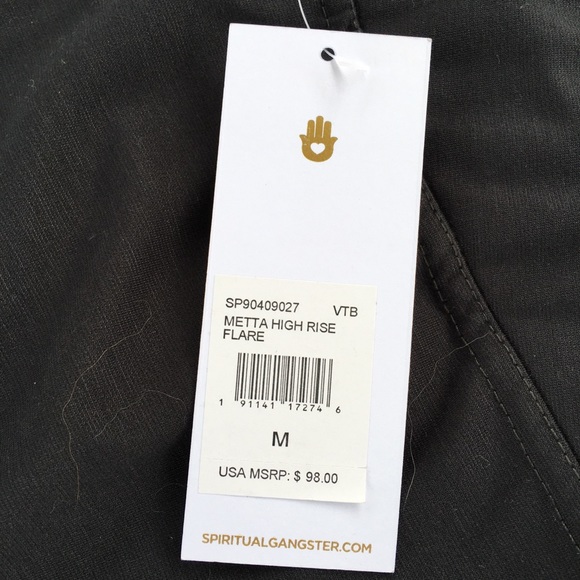 SP90409027 VTB
METTA HIGH RISE
FLARE
1 91141 17274 6
M
USA MSRP: $ 98.00
SPIRITUALGANGSTER.COM